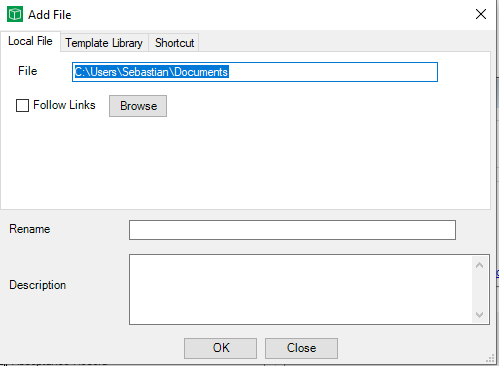 Add File
Local File Template Library Shortcut
File C:\Users\Sebastian\Documents
Follow Links Browse
Rename
Description
OK Close